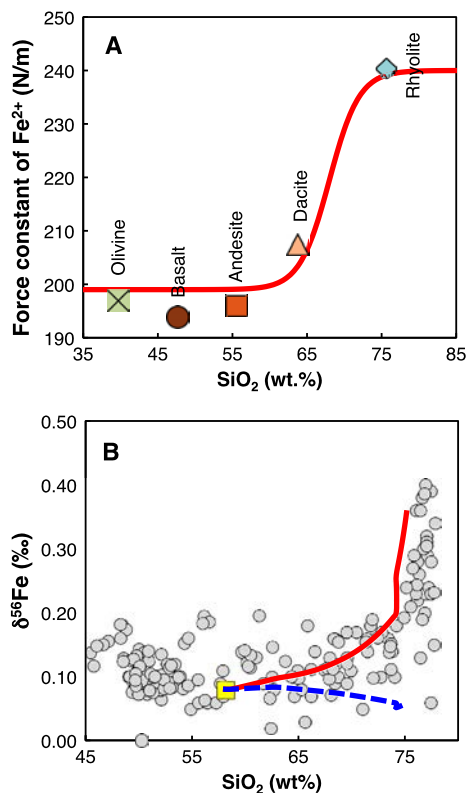 A
Force constant of Fe²⁺ (N/m)
250
240
230
220
210
200
190
Olivine
Basalt
Andesite
Dacite
Rhyolite
35
45
55
65
75
85
SiO₂ (wt.%)
B
δ⁵⁶Fe (‰)
0.50
0.40
0.30
0.20
0.10
0.00
45
55
65
75
SiO₂ (wt%)